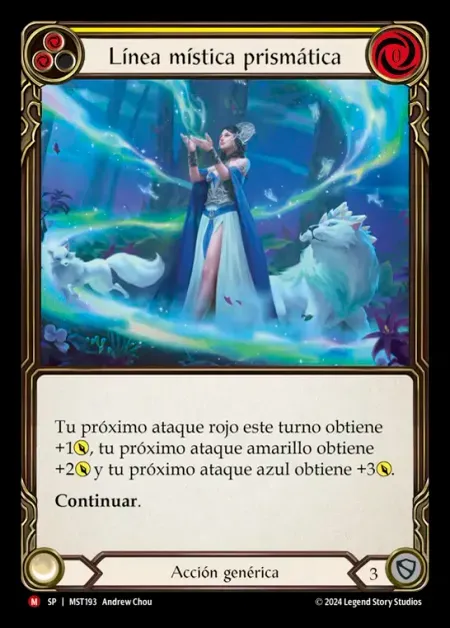 Línea mística prismática
0
Tu próximo ataque rojo este turno obtiene
+1, tu próximo ataque amarillo obtiene
+2 y tu próximo ataque azul obtiene +3.
Continuar.
Acción genérica
3
M SP | MST193 Andrew Chou
© 2024 Legend Story Studios